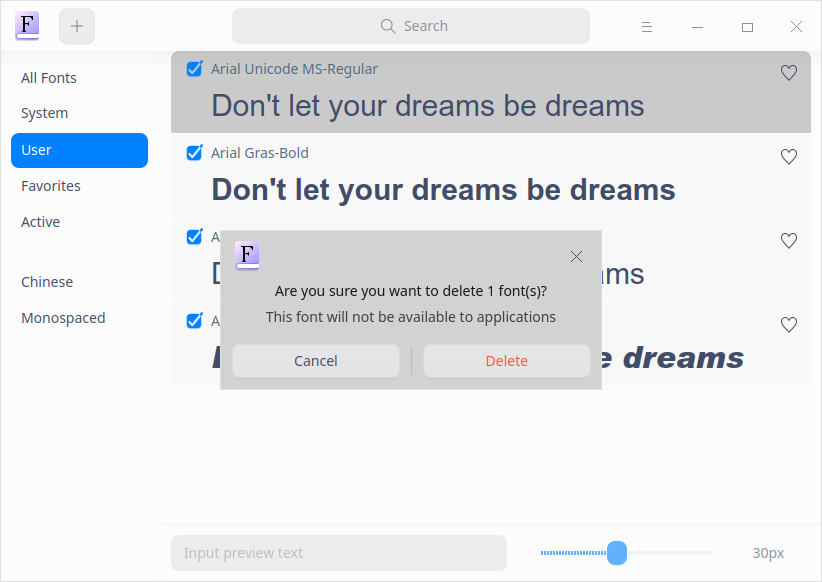 F
+
Search
All Fonts
System
User
Favorites
Active
Chinese
Monospaced
Arial Unicode MS-Regular
Don't let your dreams be dreams
Arial Gras-Bold
Don't let your dreams be dreams
A
D ams
A
e dreams
F
Are you sure you want to delete 1 font(s)?
This font will not be available to applications
Cancel
Delete
Input preview text
30px